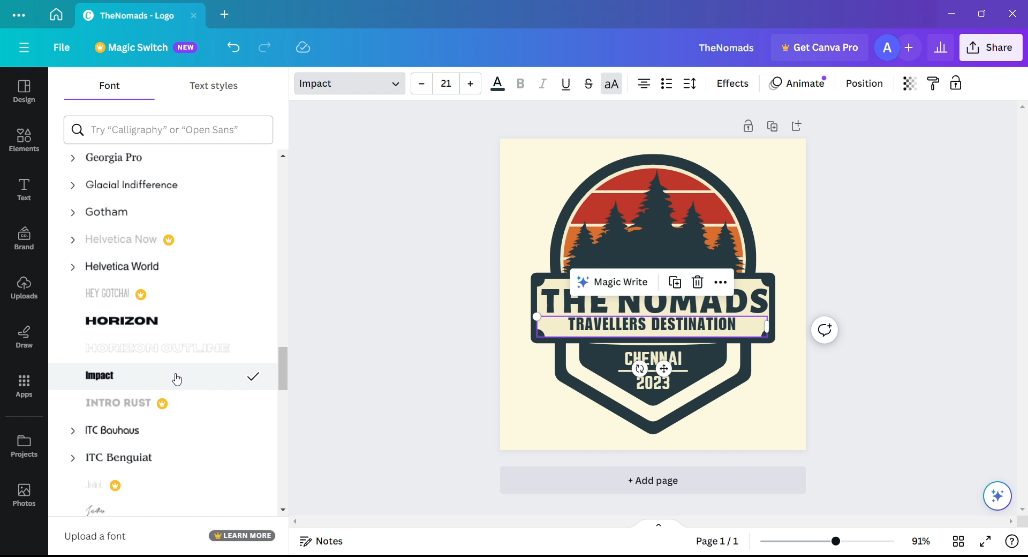 TheNomads - Logo
File
Magic Switch NEW
TheNomads
Get Canva Pro
A
Share
Design
Elements
Text
Brand
Uploads
Draw
Apps
Projects
Photos
Font
Text styles
Try "Calligraphy" or "Open Sans"
Georgia Pro
Glacial Indifference
Gotham
Helvetica Now
Helvetica World
HEY GOTCHA!
HORIZON
HORIZON OUTLINE
Impact
INTRO RUST
ITC Bauhaus
ITC Benguiat
Upload a font
LEARN MORE
Impact
21
A
B
I
U
S
aA
Effects
Animate
Position
Magic Write
THE NOMADS
TRAVELLERS DESTINATION
CHENNAI
2023
+ Add page
Notes
Page 1 / 1
91%